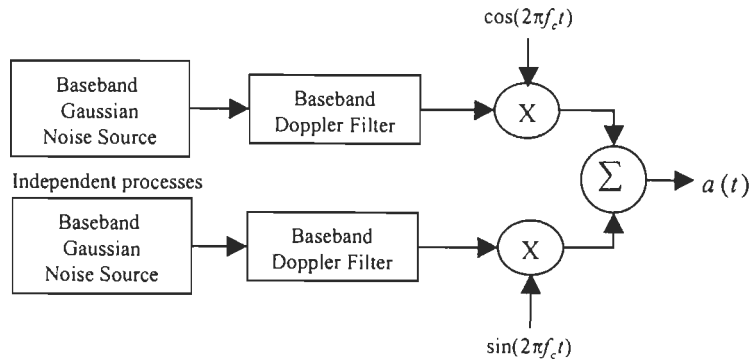 cos(2πf_c t)
Baseband
Gaussian
Noise Source
Baseband
Doppler Filter
X
Independent processes
Σ
a (t)
Baseband
Gaussian
Noise Source
Baseband
Doppler Filter
X
sin(2πf_c t)